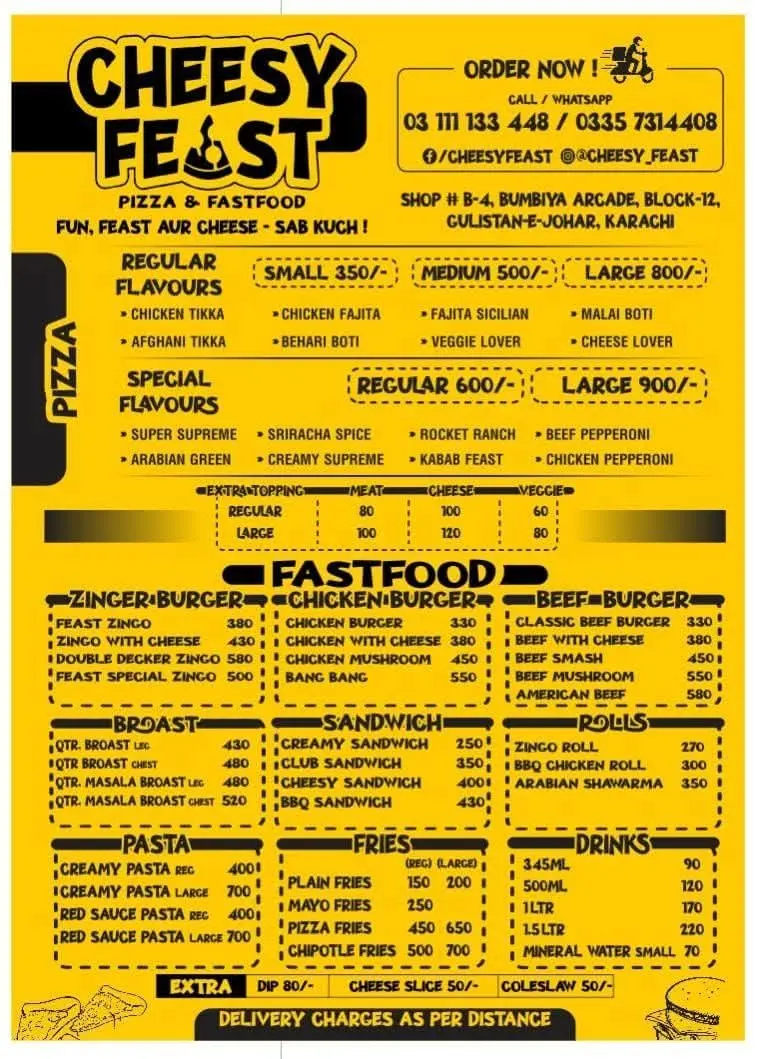 CHEESY
FEAST
PIZZA & FASTFOOD
FUN, FEAST AUR CHEESE - SAB KUCH !
ORDER NOW !
CALL / WHATSAPP
03 111 133 448 / 0335 7314408
/CHEESYFEAST @CHEESY_FEAST
SHOP # B-4, BUMBIYA ARCADE, BLOCK-12,
GULISTAN-E-JOHAR, KARACHI
PIZZA
REGULAR
FLAVOURS
SMALL 350/- MEDIUM 500/- LARGE 800/-
» CHICKEN TIKKA » CHICKEN FAJITA » FAJITA SICILIAN » MALAI BOTI
» AFGHANI TIKKA » BEHARI BOTI » VEGGIE LOVER » CHEESE LOVER
SPECIAL
FLAVOURS
REGULAR 600/- LARGE 900/-
» SUPER SUPREME » SRIRACHA SPICE » ROCKET RANCH » BEEF PEPPERONI
» ARABIAN GREEN » CREAMY SUPREME » KABAB FEAST » CHICKEN PEPPERONI
EXTRA TOPPING MEAT CHEESE VEGGIE
REGULAR 80 100 60
LARGE 100 120 80
FASTFOOD
ZINGER BURGER
FEAST ZINGO 380
ZINGO WITH CHEESE 430
DOUBLE DECKER ZINGO 580
FEAST SPECIAL ZINGO 500
CHICKEN BURGER
CHICKEN BURGER 330
CHICKEN WITH CHEESE 380
CHICKEN MUSHROOM 450
BANG BANG 550
BEEF BURGER
CLASSIC BEEF BURGER 330
BEEF WITH CHEESE 380
BEEF SMASH 450
BEEF MUSHROOM 550
AMERICAN BEEF 580
BROAST
QTR. BROAST LEG 430
QTR BROAST CHEST 480
QTR. MASALA BROAST LEG 480
QTR. MASALA BROAST CHEST 520
SANDWICH
CREAMY SANDWICH 250
CLUB SANDWICH 350
CHEESY SANDWICH 400
BBQ SANDWICH 430
ROLLS
ZINGO ROLL 270
BBQ CHICKEN ROLL 300
ARABIAN SHAWARMA 350
PASTA
CREAMY PASTA REG 400
CREAMY PASTA LARGE 700
RED SAUCE PASTA REG 400
RED SAUCE PASTA LARGE 700
FRIES
(REG) (LARGE)
PLAIN FRIES 150 200
MAYO FRIES 250
PIZZA FRIES 450 650
CHIPOTLE FRIES 500 700
DRINKS
345ML 90
500ML 120
1 LTR 170
1.5 LTR 220
MINERAL WATER SMALL 70
EXTRA DIP 80/- CHEESE SLICE 50/- COLESLAW 50/-
DELIVERY CHARGES AS PER DISTANCE